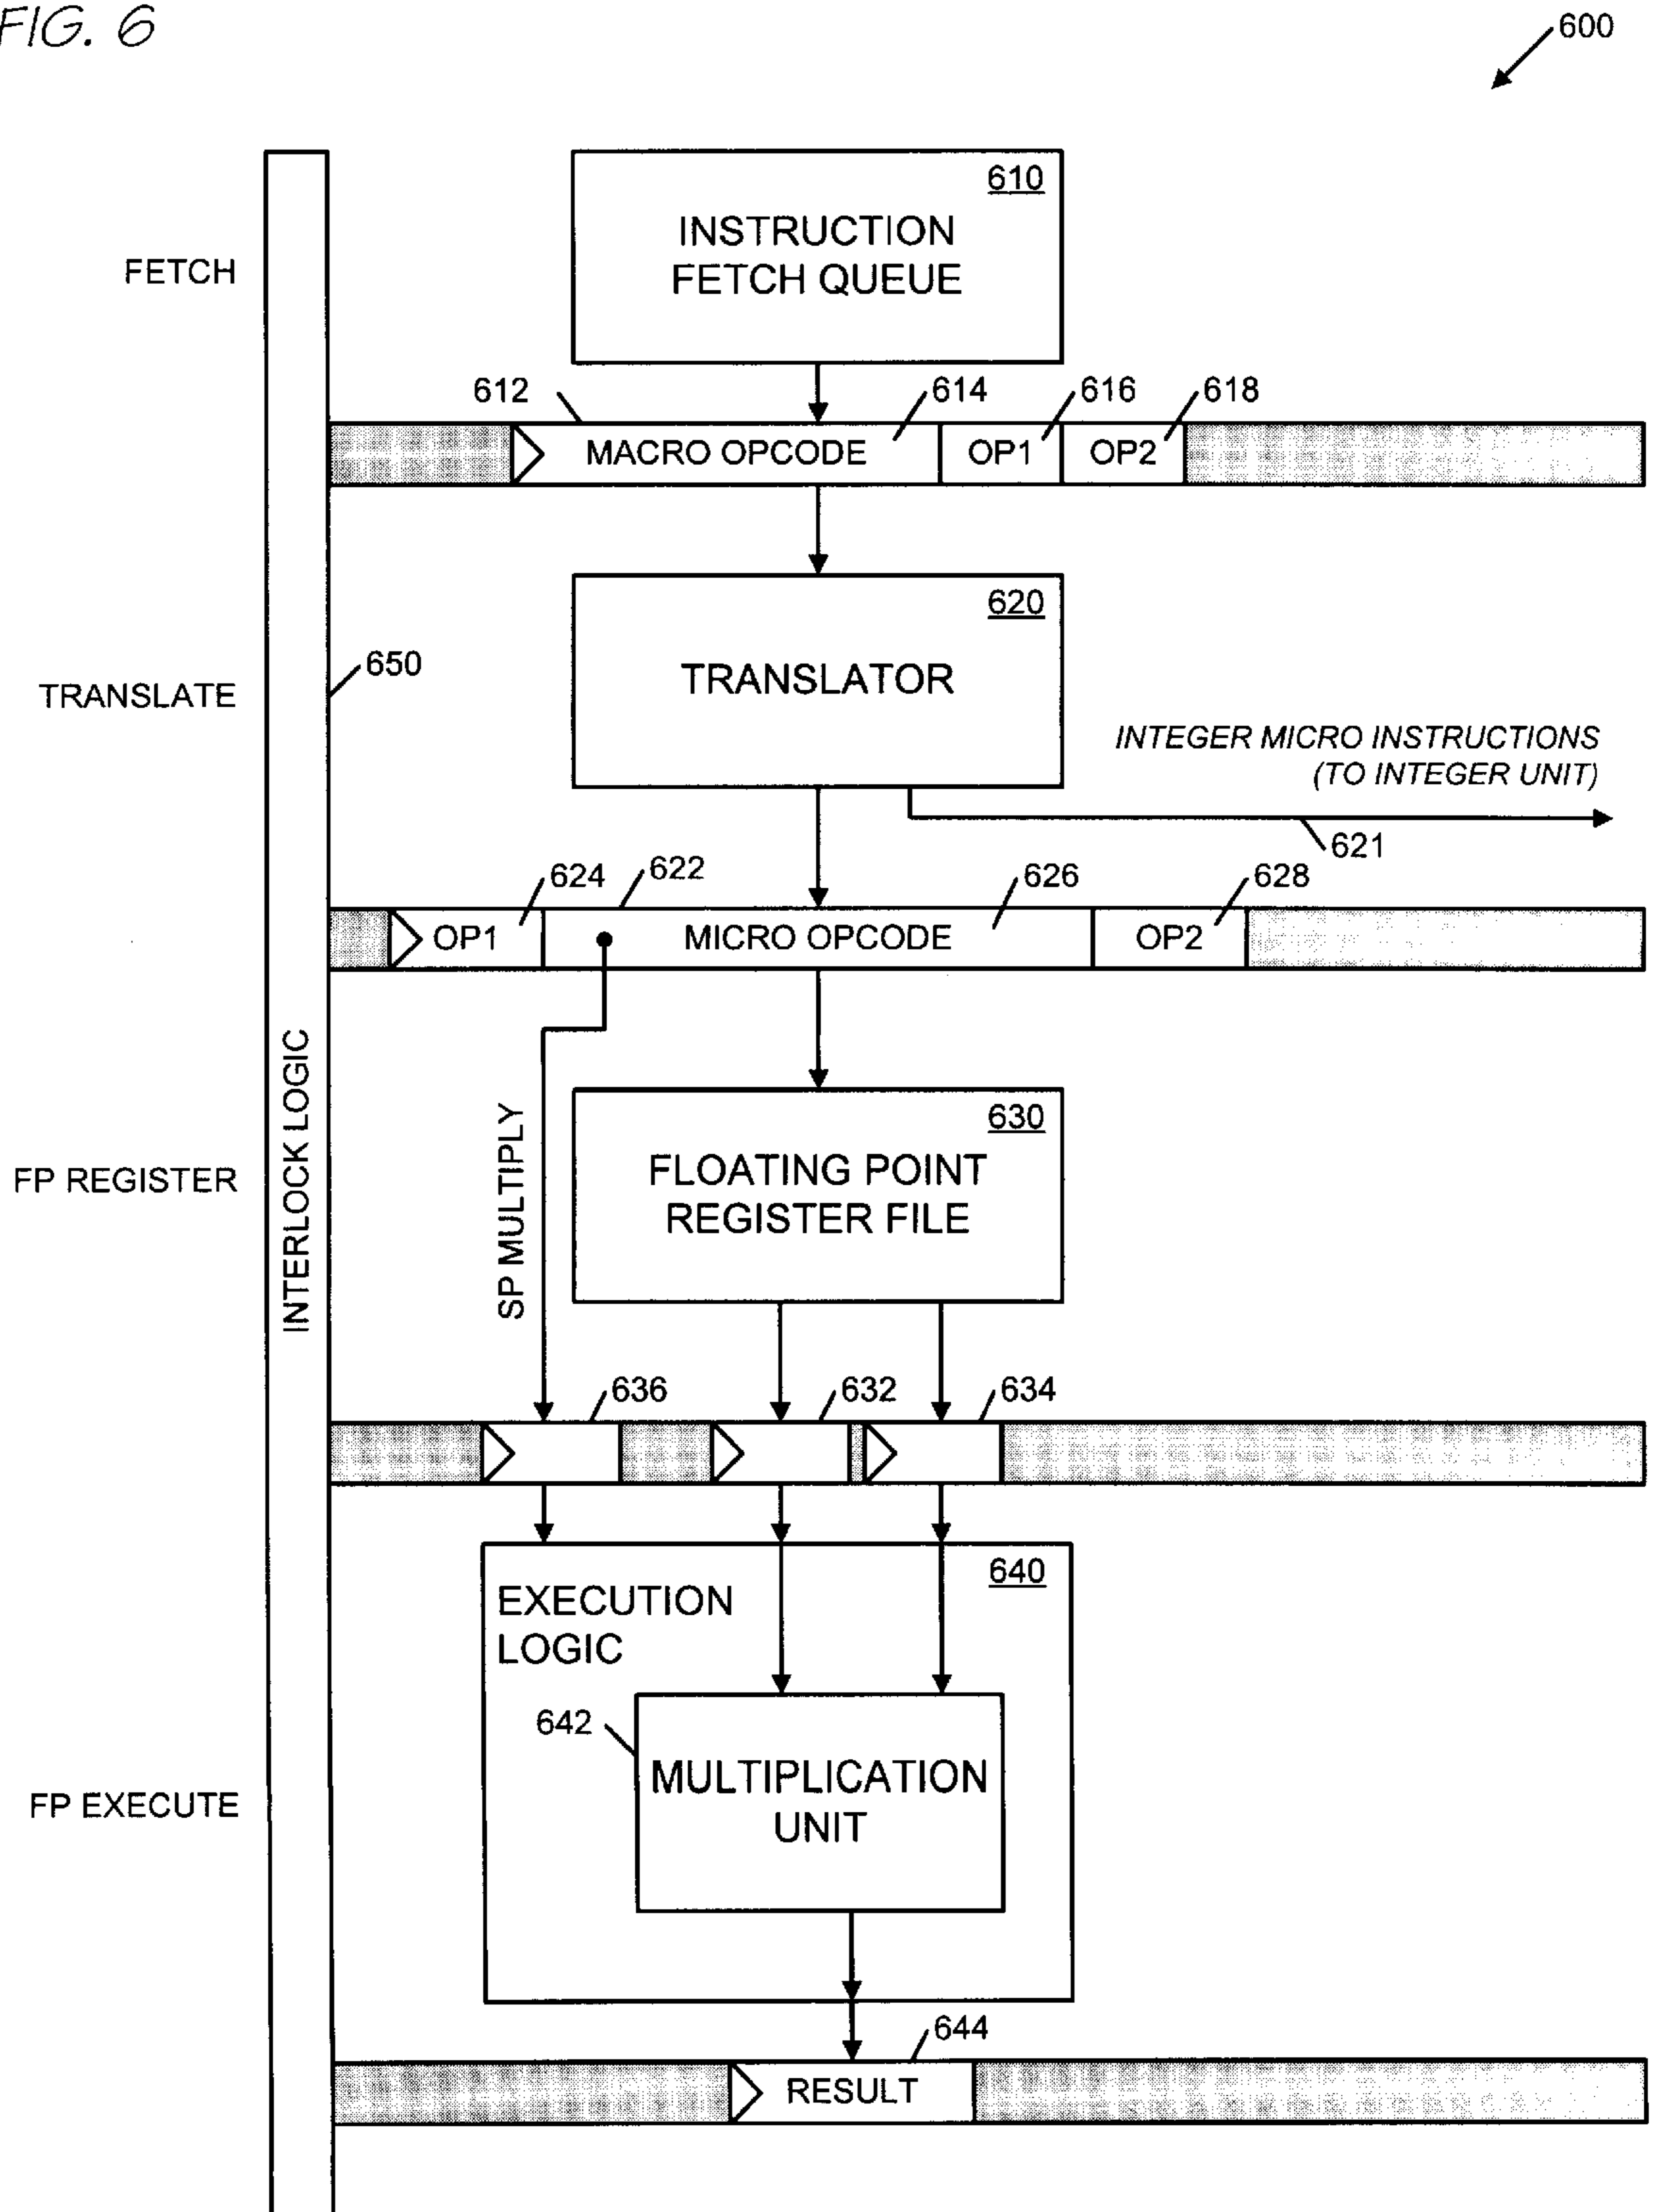 FIG. 6
600
610
INSTRUCTION
FETCH QUEUE
FETCH
612
614
616
618
MACRO OPCODE
OP1
OP2
620
TRANSLATOR
650
TRANSLATE
INTEGER MICRO INSTRUCTIONS
(TO INTEGER UNIT)
621
624
622
626
628
OP1
MICRO OPCODE
OP2
INTERLOCK LOGIC
SP MULTIPLY
630
FLOATING POINT
REGISTER FILE
FP REGISTER
636
632
634
640
EXECUTION
LOGIC
642
MULTIPLICATION
UNIT
FP EXECUTE
644
RESULT